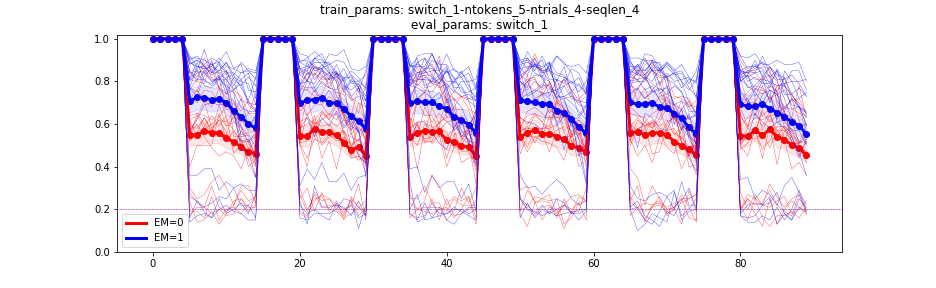 train_params: switch_1-ntokens_5-ntrials_4-seqlen_4
eval_params: switch_1
1.0
0.8
0.6
0.4
0.2
0.0
EM=0
EM=1
0 20 40 60 80